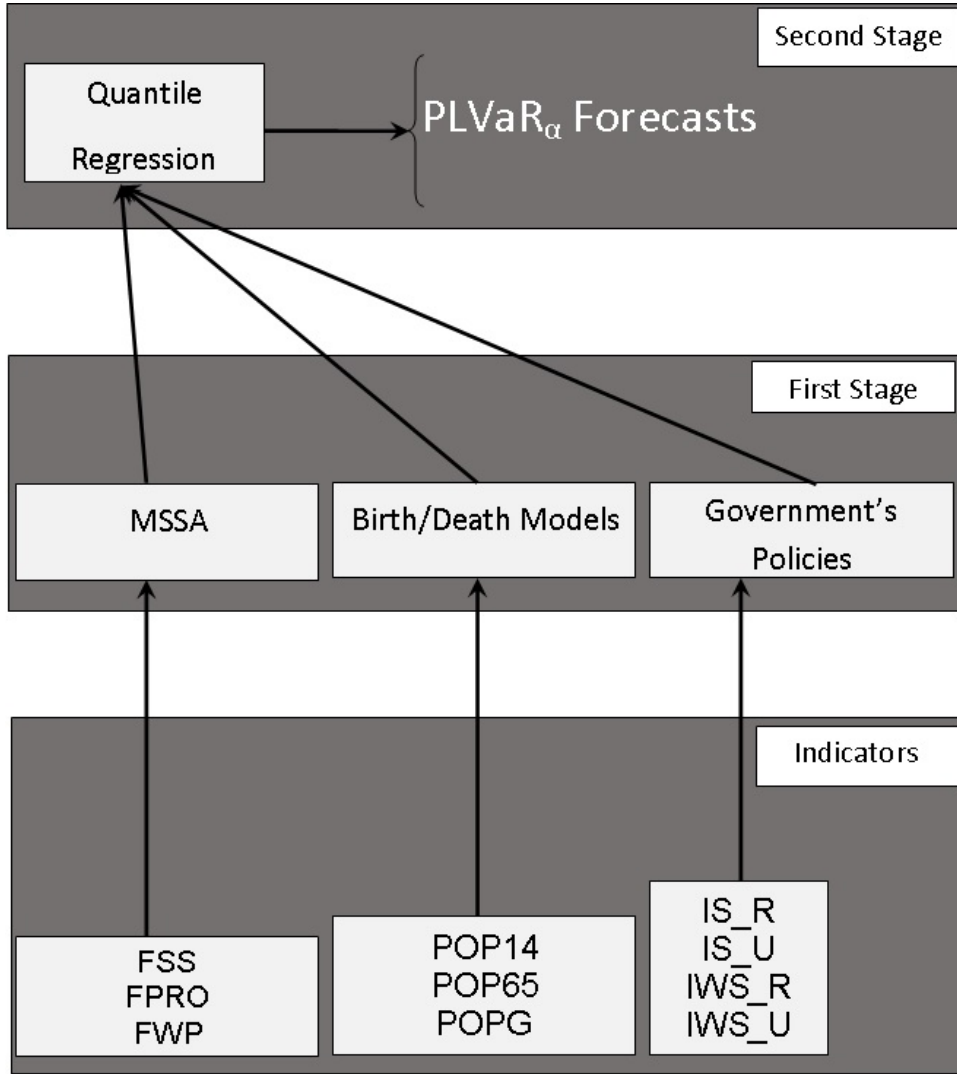 Second Stage
Quantile
Regression
PLVaRα Forecasts
First Stage
MSSA
Birth/Death Models
Government's
Policies
Indicators
FSS
FPRO
FWP
POP14
POP65
POPG
IS_R
IS_U
IWS_R
IWS_U